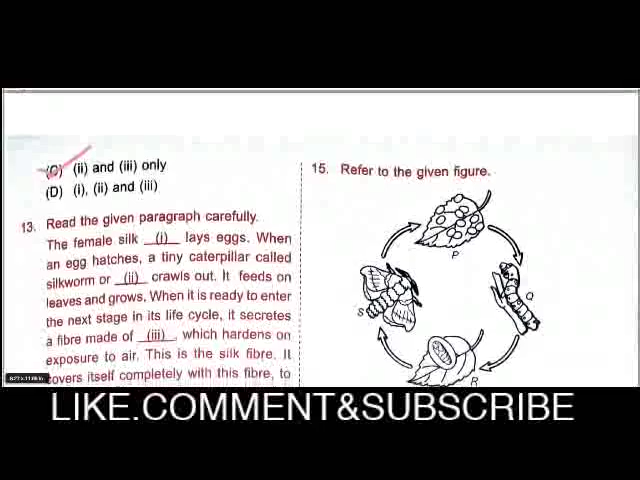 (C) (ii) and (iii) only
(D) (i), (ii) and (iii)
13. Read the given paragraph carefully.
The female silk (i) lays eggs. When
an egg hatches, a tiny caterpillar called
silkworm or (ii) crawls out. It feeds on
leaves and grows. When it is ready to enter
the next stage in its life cycle, it secretes
a fibre made of (iii), which hardens on
exposure to air. This is the silk fibre. It
covers itself completely with this fibre, to
15. Refer to the given figure.
P
Q
S
R
LIKE.COMMENT&SUBSCRIBE